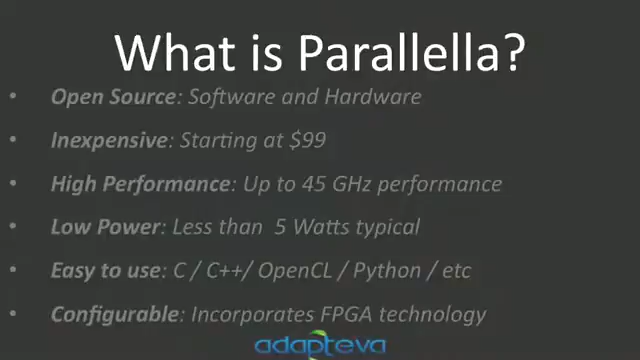 What is Parallella?
• Open Source: Software and Hardware
• Inexpensive: Starting at $99
• High Performance: Up to 45 GHz performance
• Low Power: Less than 5 Watts typical
• Easy to use: C / C++/ OpenCL / Python / etc
• Configurable: Incorporates FPGA technology
adapteva